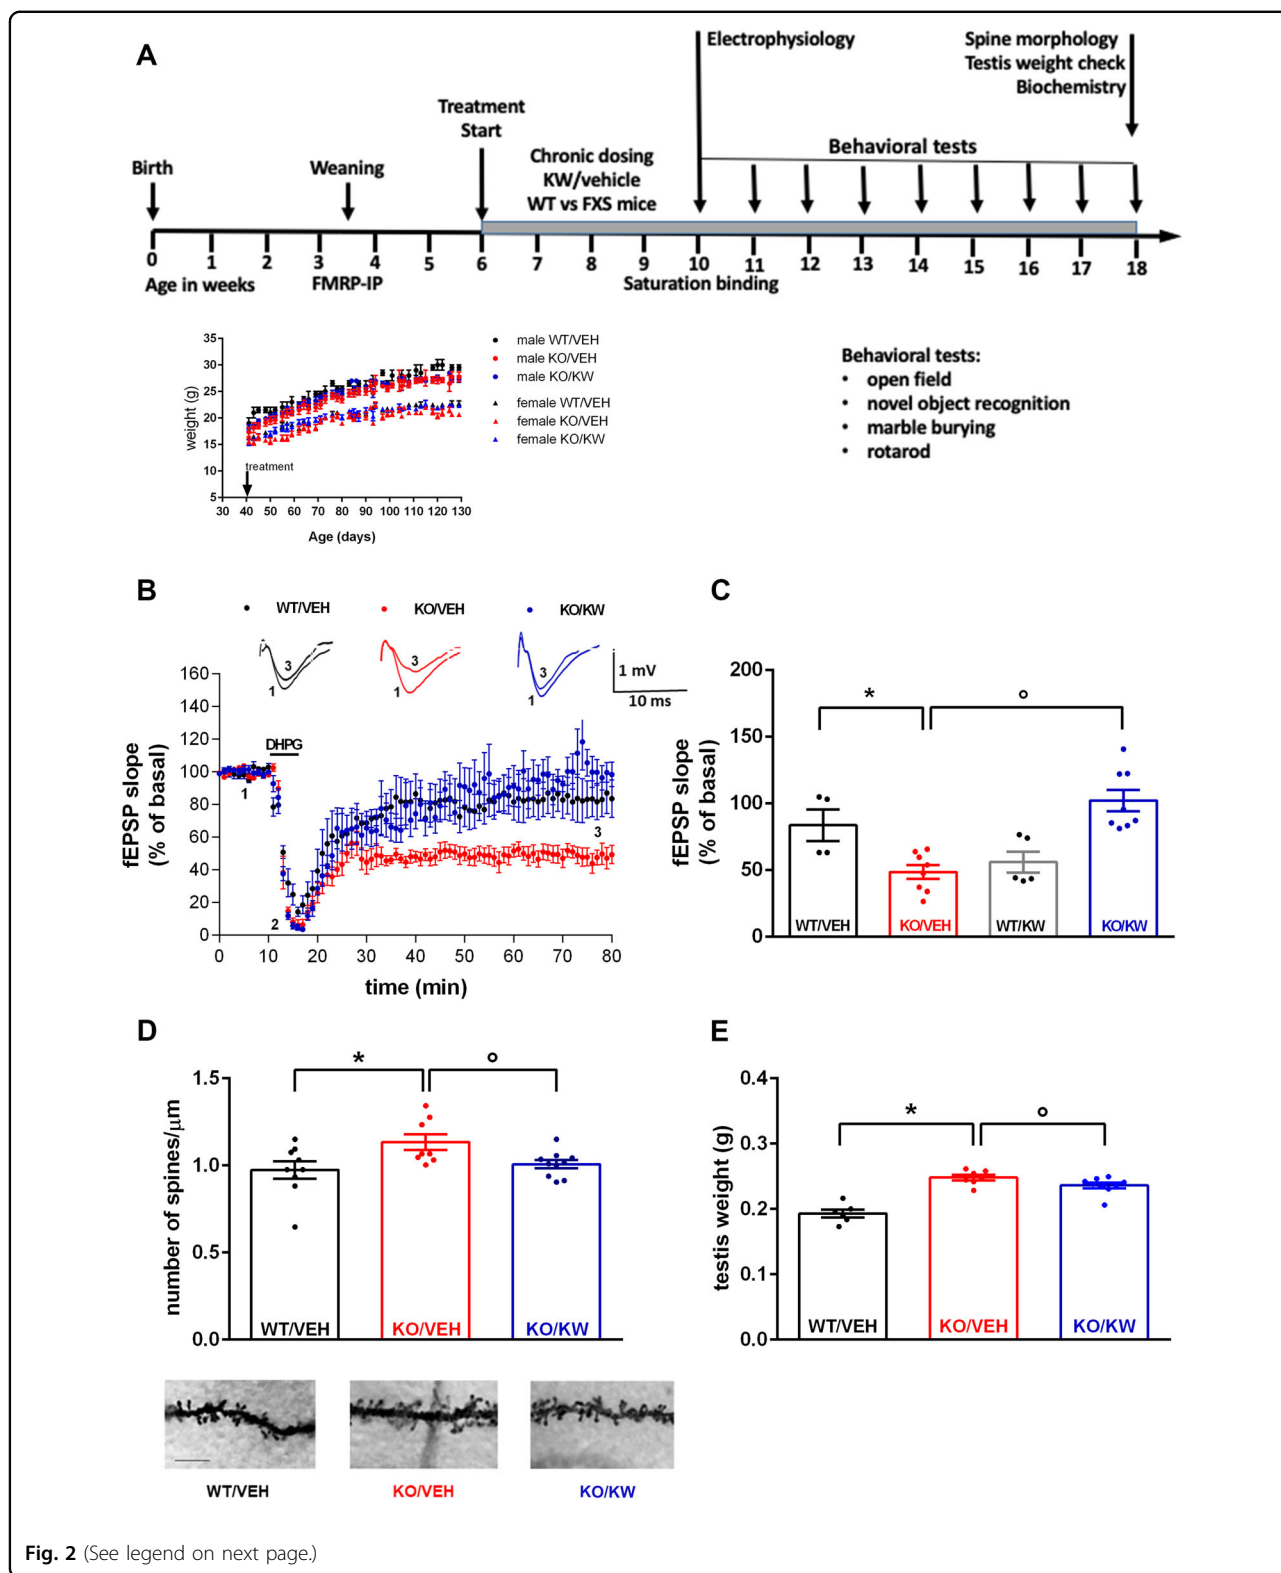 A
Electrophysiology
Spine morphology
Testis weight check
Biochemistry
Treatment
Start
Birth
Weaning
Chronic dosing
KW/vehicle
WT vs FXS mice
Behavioral tests
0 1 2 3 4 5 6 7 8 9 10 11 12 13 14 15 16 17 18
Age in weeks
FMRP-IP
Saturation binding
weight (g)
35
30
25
20
15
10
5
treatment
30 40 50 60 70 80 90 100 110 120 130
Age (days)
male WT/VEH
male KO/VEH
male KO/KW
female WT/VEH
female KO/VEH
female KO/KW
Behavioral tests:
• open field
• novel object recognition
• marble burying
• rotarod
B
WT/VEH
KO/VEH
KO/KW
3
1
3
1
3
1
1 mV
10 ms
fEPSP slope
(% of basal)
160
140
120
100
80
60
40
20
0
DHPG
1
2
3
0 10 20 30 40 50 60 70 80
time (min)
C
fEPSP slope
(% of basal)
200
150
100
50
0
*
°
WT/VEH KO/VEH WT/KW KO/KW
D
number of spines/μm
1.5
1.0
0.5
0.0
*
°
WT/VEH KO/VEH KO/KW
WT/VEH KO/VEH KO/KW
E
testis weight (g)
0.4
0.3
0.2
0.1
0.0
*
°
WT/VEH KO/VEH KO/KW
Fig. 2 (See legend on next page.)